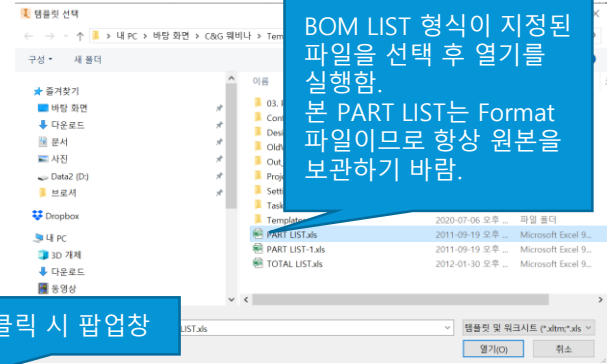 템플릿 선택
내 PC > 바탕 화면 > C&G 웨비나 > Tem
구성 새 폴더
BOM LIST 형식이 지정된
파일을 선택 후 열기를
실행함.
본 PART LIST는 Format
파일이므로 항상 원본을
보관하기 바람.
즐겨찾기
바탕 화면
다운로드
문서
사진
Data2 (D:)
브로셔
Dropbox
내 PC
3D 개체
다운로드
동영상
이름
03.
Cont
Desi
OldV
Out_
Proje
Setti
Task
Templates 2020-07-06 오후 ... 파일 폴더
PART LIST.xls 2011-09-19 오후 ... Microsoft Excel 9...
PART LIST-1.xls 2011-09-19 오후 ... Microsoft Excel 9...
TOTAL LIST.xls 2012-01-30 오후 ... Microsoft Excel 9...
클릭 시 팝업창
LIST.xls
템플릿 및 워크시트 (*.xltm;*.xls
열기(O) 취소